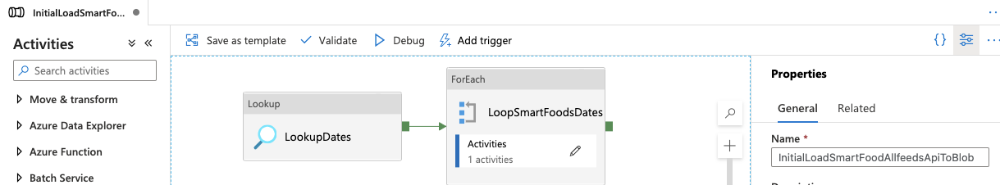 InitialLoadSmartFo...
Activities
Search activities
Move & transform
Azure Data Explorer
Azure Function
Batch Service
Save as template
Validate
Debug
Add trigger
Lookup
LookupDates
ForEach
LoopSmartFoodsDates
Activities
1 activities
Properties
General
Related
Name *
InitialLoadSmartFoodAllfeedsApiToBlob